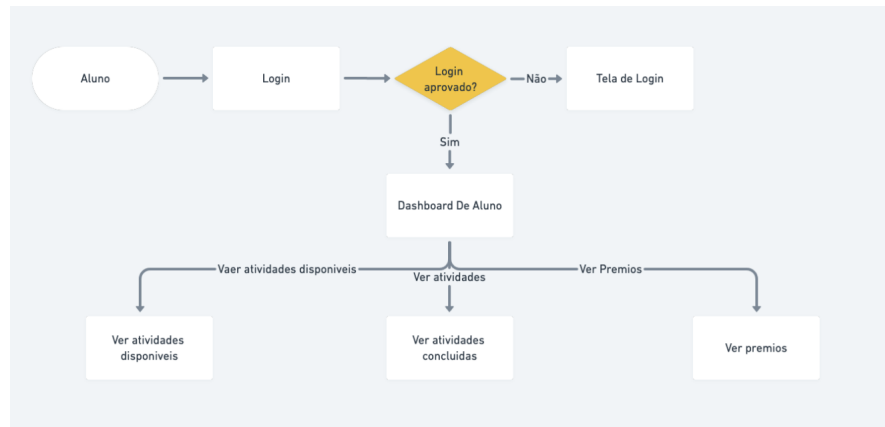 Aluno
Login
Login
aprovado?
Não
Tela de Login
Sim
Dashboard De Aluno
Vaer atividades disponiveis
Ver atividades
Ver Premios
Ver atividades
disponiveis
Ver atividades
concluidas
Ver premios